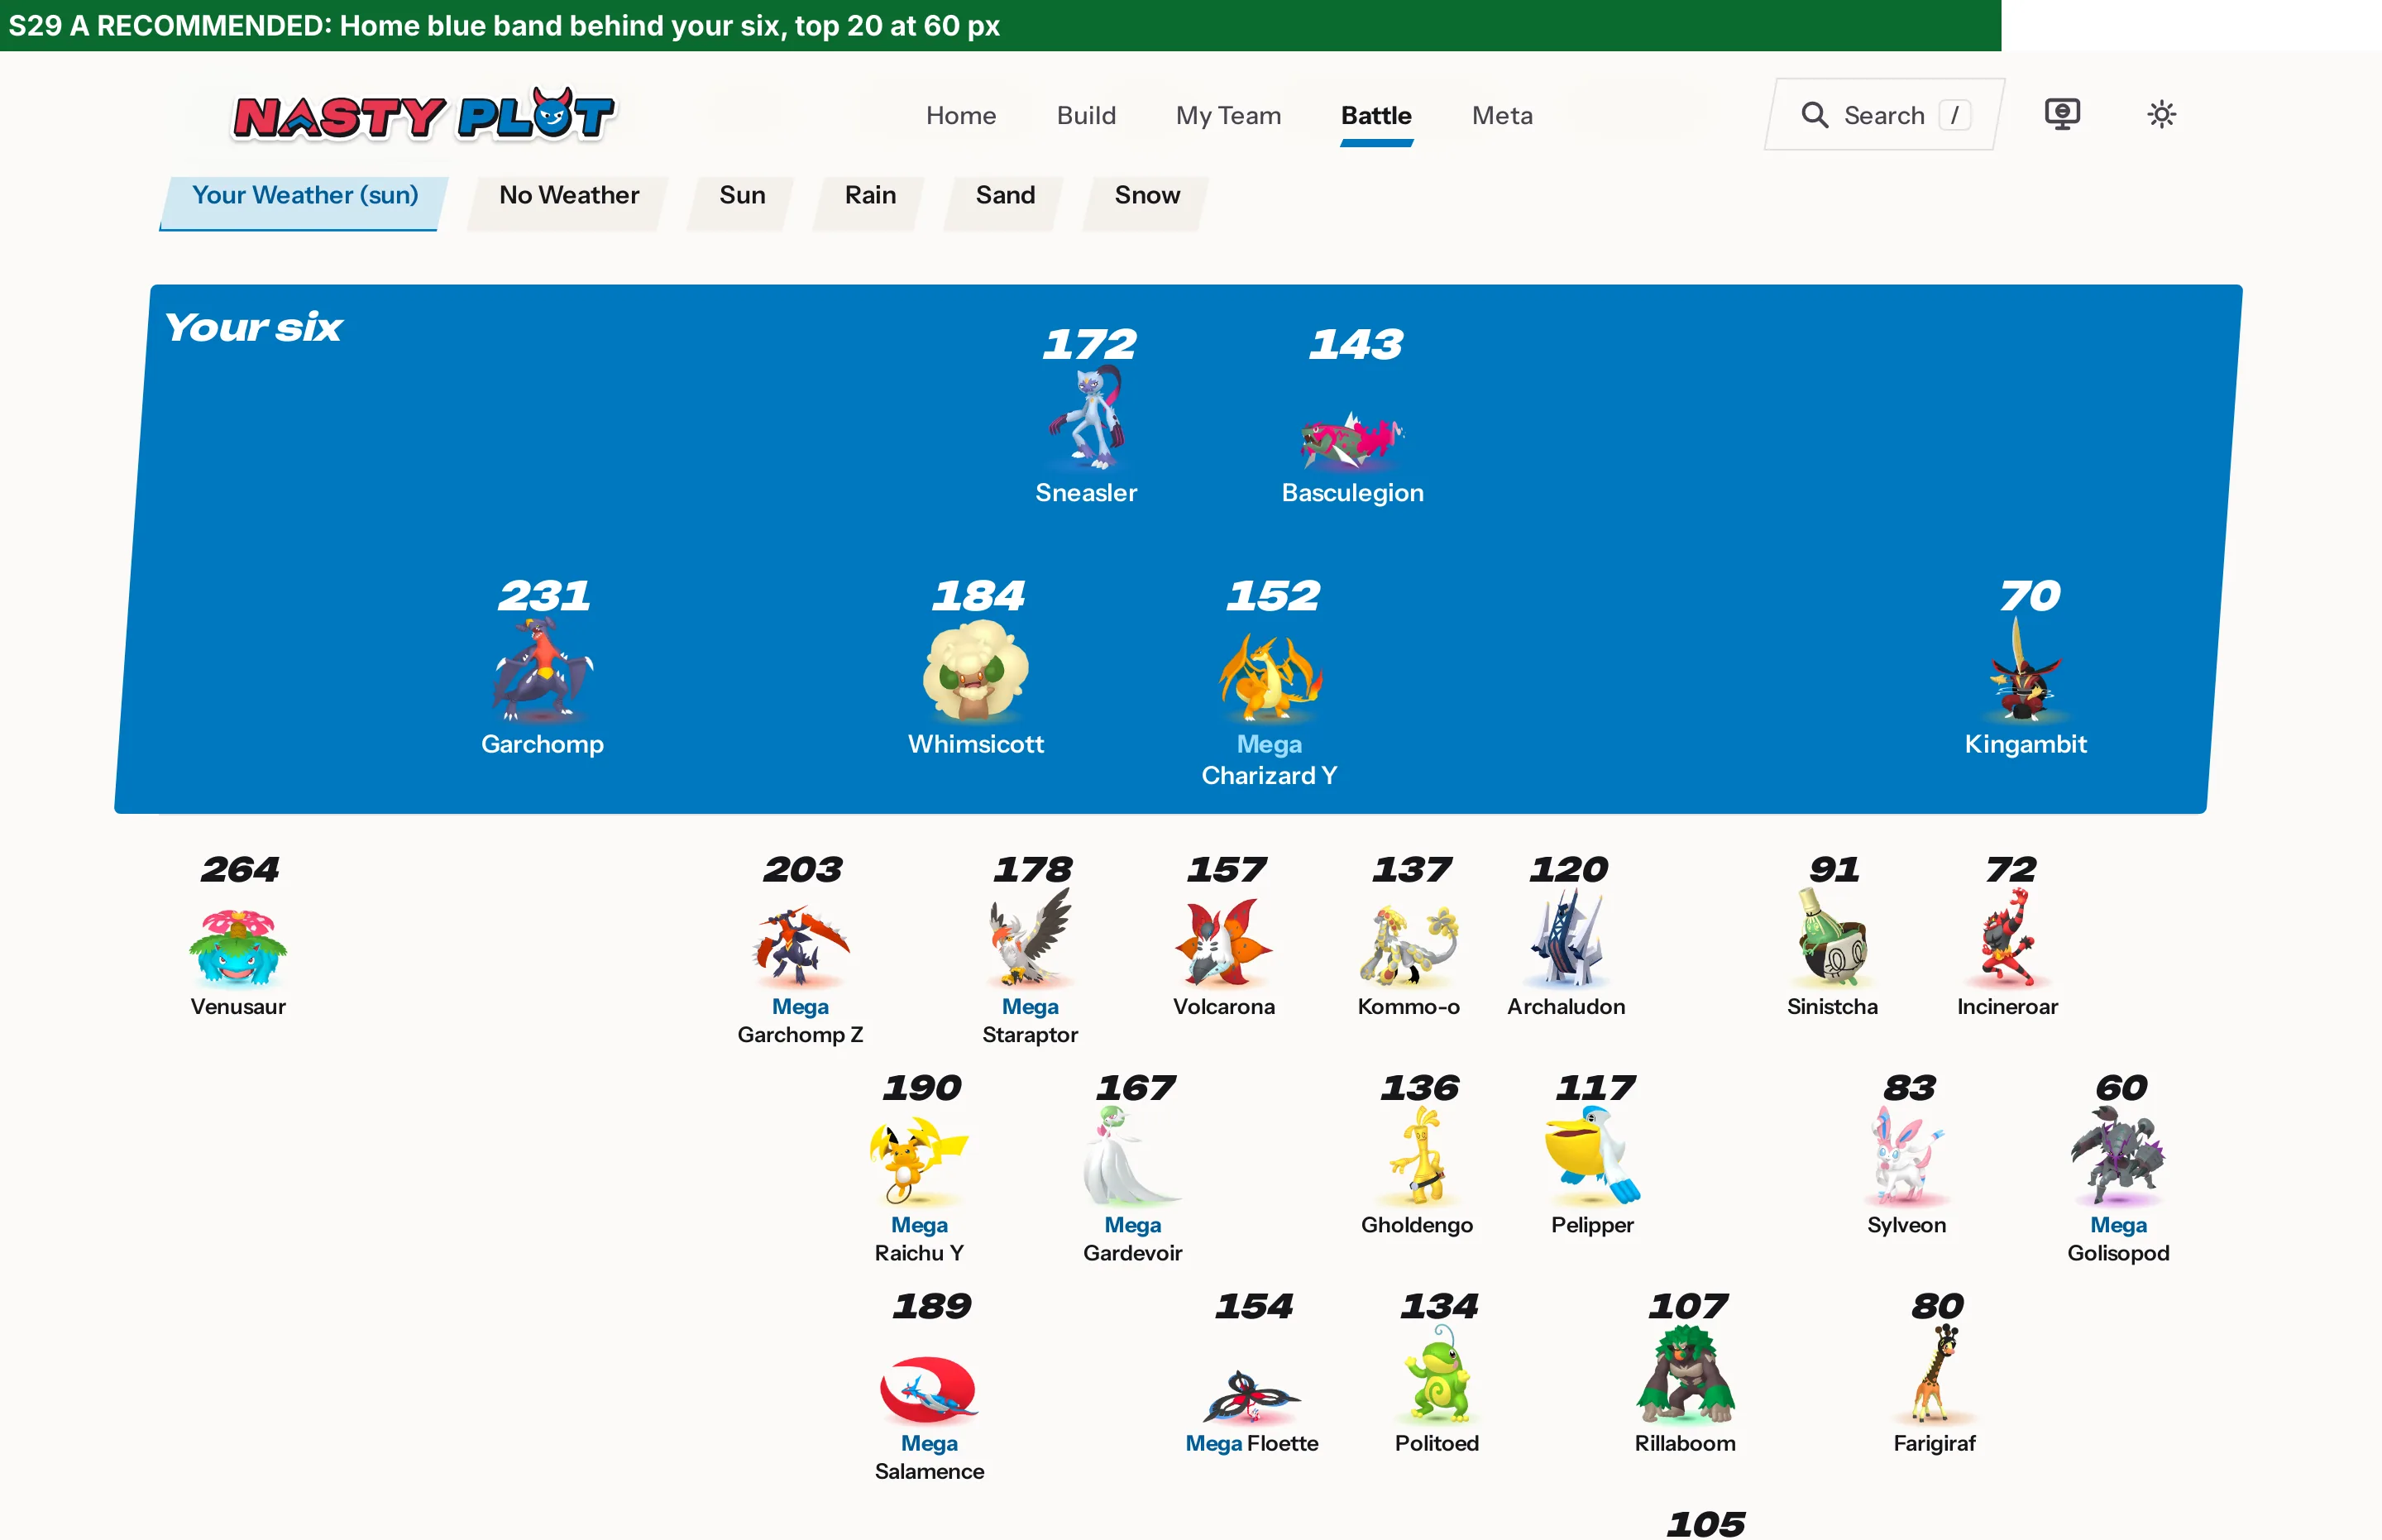 S29 A RECOMMENDED: Home blue band behind your six, top 20 at 60 px
NASTY PLOT
Home Build My Team Battle Meta
Search /
Your Weather (sun) No Weather Sun Rain Sand Snow
Your six
172 143
Sneasler Basculegion
231 184 152 70
Garchomp Whimsicott Mega Kingambit
Charizard Y
264 203 178 157 137 120 91 72
Venusaur Mega Mega Volcarona Kommo-o Archaludon Sinistcha Incineroar
Garchomp Z Staraptor
190 167 136 117 83 60
Mega Mega Gholdengo Pelipper Sylveon Mega
Raichu Y Gardevoir Golisopod
189 154 134 107 80
Mega Mega Floette Politoed Rillaboom Farigiraf
Salamence
105